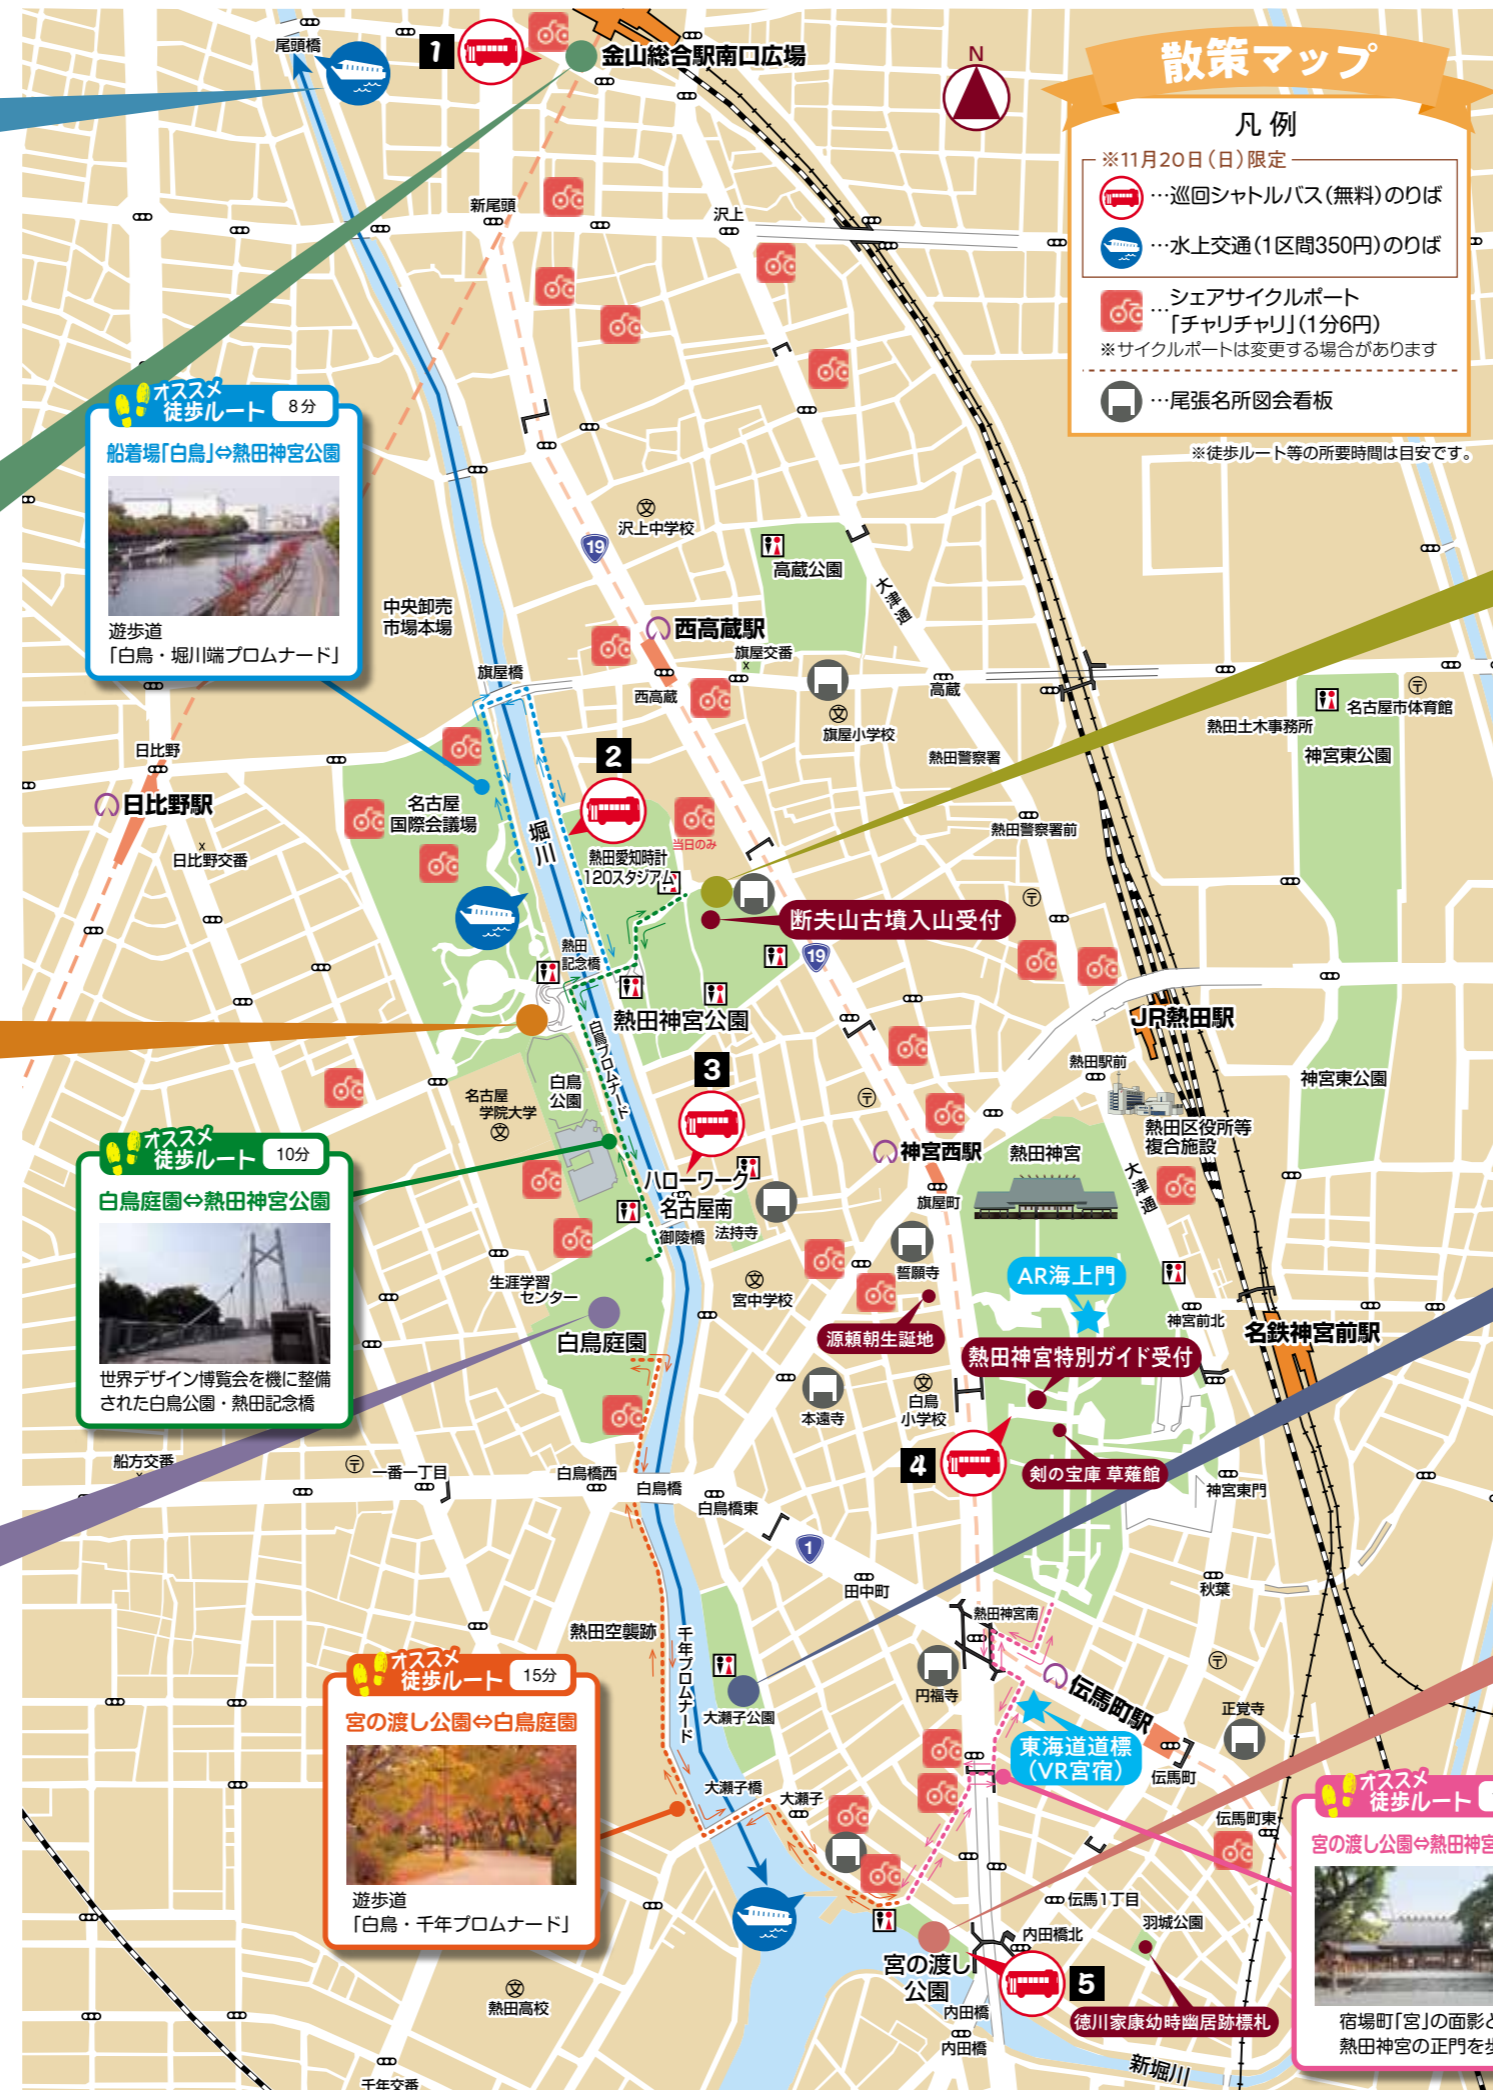 散策マップ
凡例
※11月20日(日)限定
…巡回シャトルバス(無料)のりば
…水上交通(1区間350円)のりば
…シェアサイクルポート
「チャリチャリ」(1分6円)
※サイクルポートは変更する場合があります
…尾張名所図会看板
※徒歩ルート等の所要時間は目安です。
N
尾頭橋
1
金山総合駅南口広場
新尾頭
沢上
オススメ
徒歩ルート 8分
船着場「白鳥」⇔熱田神宮公園
遊歩道
「白鳥・堀川端プロムナード」
沢上中学校
19
高蔵公園
大津通
中央卸売
市場本場
西高蔵駅
旗屋交番
旗屋橋
西高蔵
高蔵
旗屋小学校
熱田警察署
熱田土木事務所
名古屋市体育館
神宮東公園
日比野
日比野駅
日比野交番
名古屋
国際会議場
堀川
2
熱田愛知時計
120スタジアム
当日のみ
熱田警察署前
断夫山古墳入山受付
19
熱田
記念橋
熱田神宮公園
JR熱田駅
熱田駅前
神宮東公園
白鳥プロムナード
白鳥
公園
名古屋
学院大学
3
熱田区役所等
複合施設
大津通
オススメ
徒歩ルート 10分
白鳥庭園⇔熱田神宮公園
世界デザイン博覧会を機に整備
された白鳥公園・熱田記念橋
ハローワーク
名古屋南
御陵橋
法持寺
神宮西駅
熱田神宮
旗屋町
誓願寺
AR海上門
生涯学習
センター
宮中学校
白鳥庭園
源頼朝生誕地
神宮前北
名鉄神宮前駅
熱田神宮特別ガイド受付
本遠寺
白鳥
小学校
4
剣の宝庫 草薙館
神宮東門
船方交番
一番一丁目
白鳥橋西
白鳥橋
白鳥橋東
1
田中町
秋葉
熱田神宮南
熱田空襲跡
千年プロムナード
円福寺
伝馬町駅
正覚寺
大瀬子公園
東海道道標
(VR宮宿)
伝馬町
オススメ
徒歩ルート 15分
宮の渡し公園⇔白鳥庭園
遊歩道
「白鳥・千年プロムナード」
大瀬子橋
大瀬子
伝馬町東
オススメ
徒歩ルート
宮の渡し公園⇔熱田神宮
宿場町「宮」の面影と
熱田神宮の正門を歩
伝馬1丁目
内田橋北
羽城公園
宮の渡し
公園
5
内田橋
内田橋
徳川家康幼時幽居跡標札
新堀川
熱田高校
千年交番